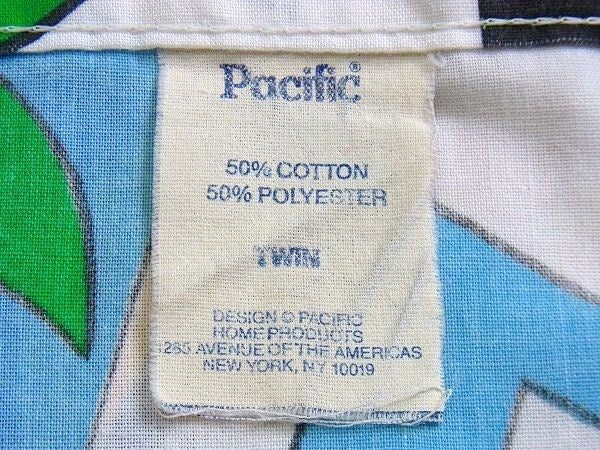 Pacific®
50% COTTON
50% POLYESTER
TWIN
DESIGN © PACIFIC
HOME PRODUCTS
1285 AVENUE OF THE AMERICAS
NEW YORK, NY 10019